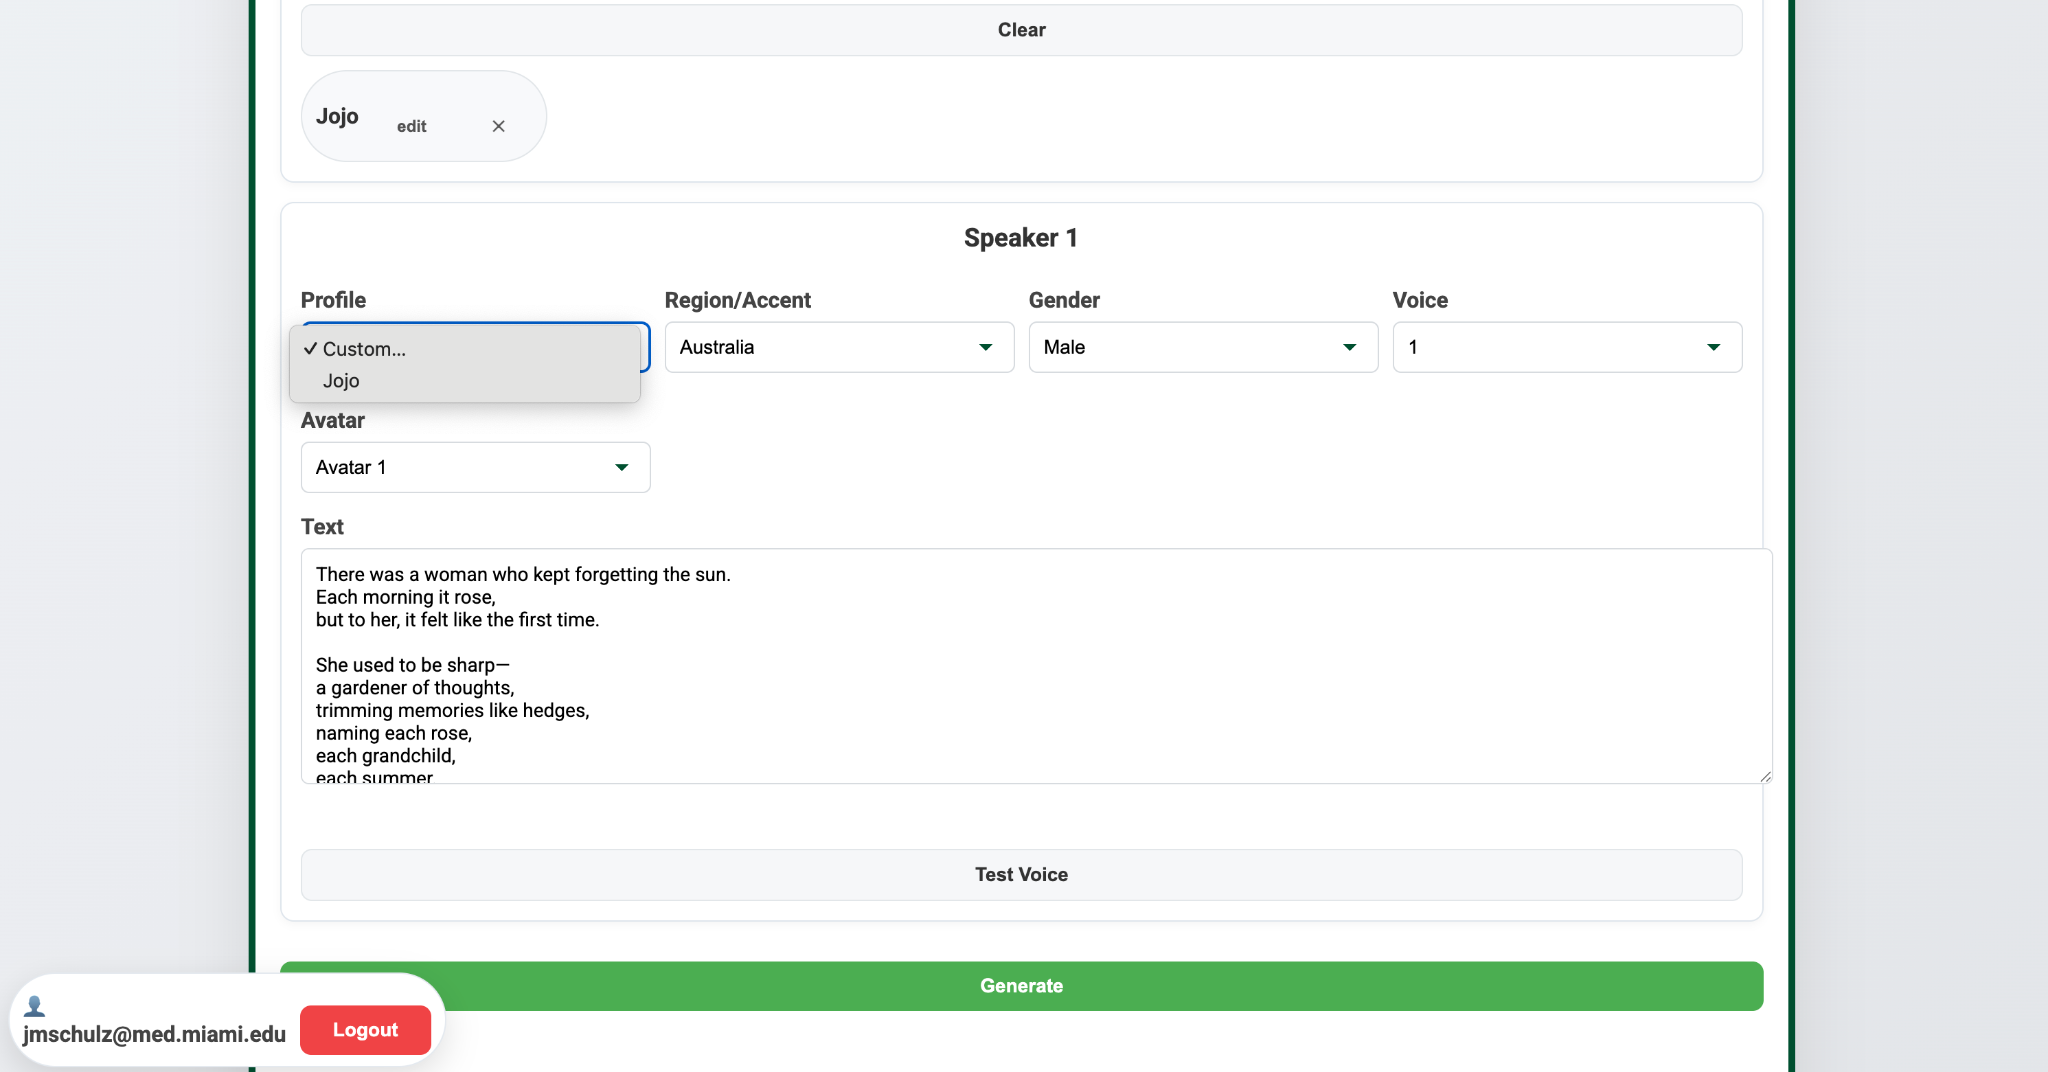 Clear
Jojo edit ×
Speaker 1
Profile Region/Accent Gender Voice
✓ Custom...
Jojo
Australia Male 1
Avatar
Avatar 1
Text
There was a woman who kept forgetting the sun.
Each morning it rose,
but to her, it felt like the first time.
She used to be sharp—
a gardener of thoughts,
trimming memories like hedges,
naming each rose,
each grandchild,
each summer
Test Voice
Generate
jmschulz@med.miami.edu Logout